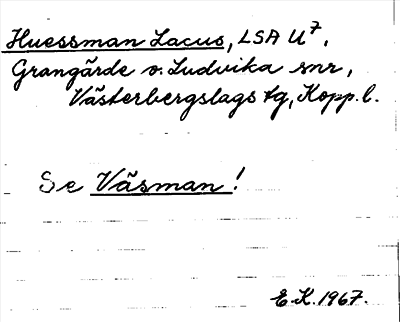 Huessman Lacus, LSA U⁷.
Grangärde o. Ludvika snr,
Västerbergslags tg, Kopp. l.
Se Väsman!
E.K. 1967.